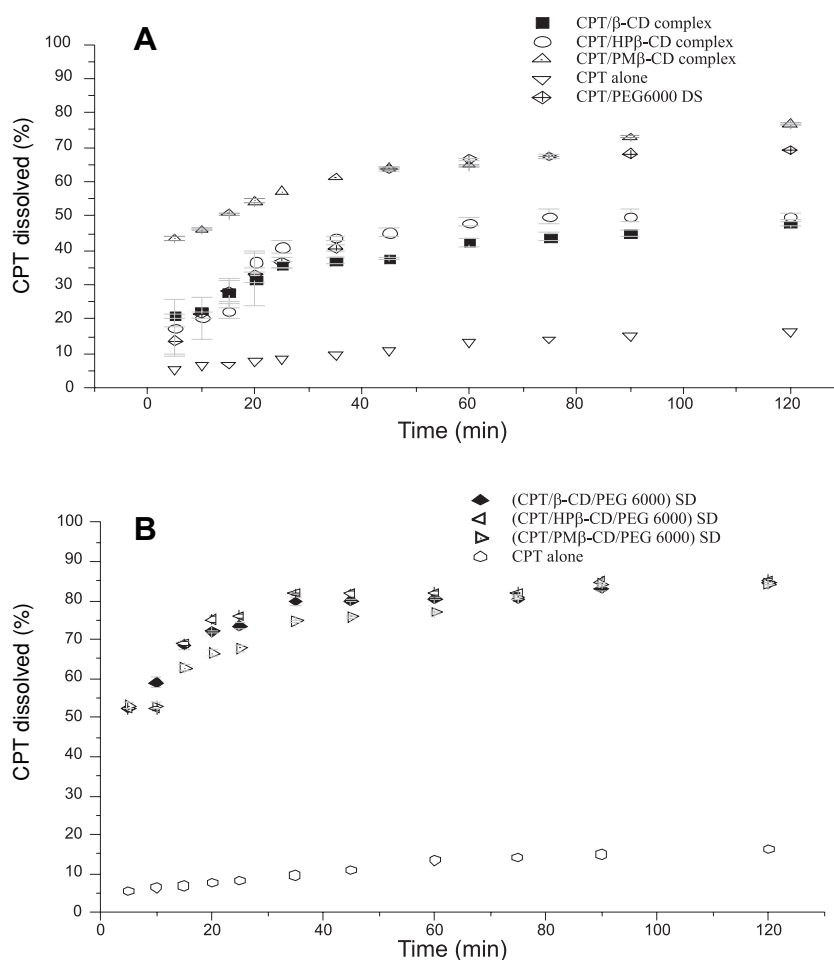 A
CPT/β-CD complex
CPT/HPβ-CD complex
CPT/PMβ-CD complex
CPT alone
CPT/PEG6000 DS
100
90
80
70
60
50
40
30
20
10
0
CPT dissolved (%)
0 20 40 60 80 100 120
Time (min)
B
(CPT/β-CD/PEG 6000) SD
(CPT/HPβ-CD/PEG 6000) SD
(CPT/PMβ-CD/PEG 6000) SD
CPT alone
100
90
80
70
60
50
40
30
20
10
0
CPT dissolved (%)
0 20 40 60 80 100 120
Time (min)